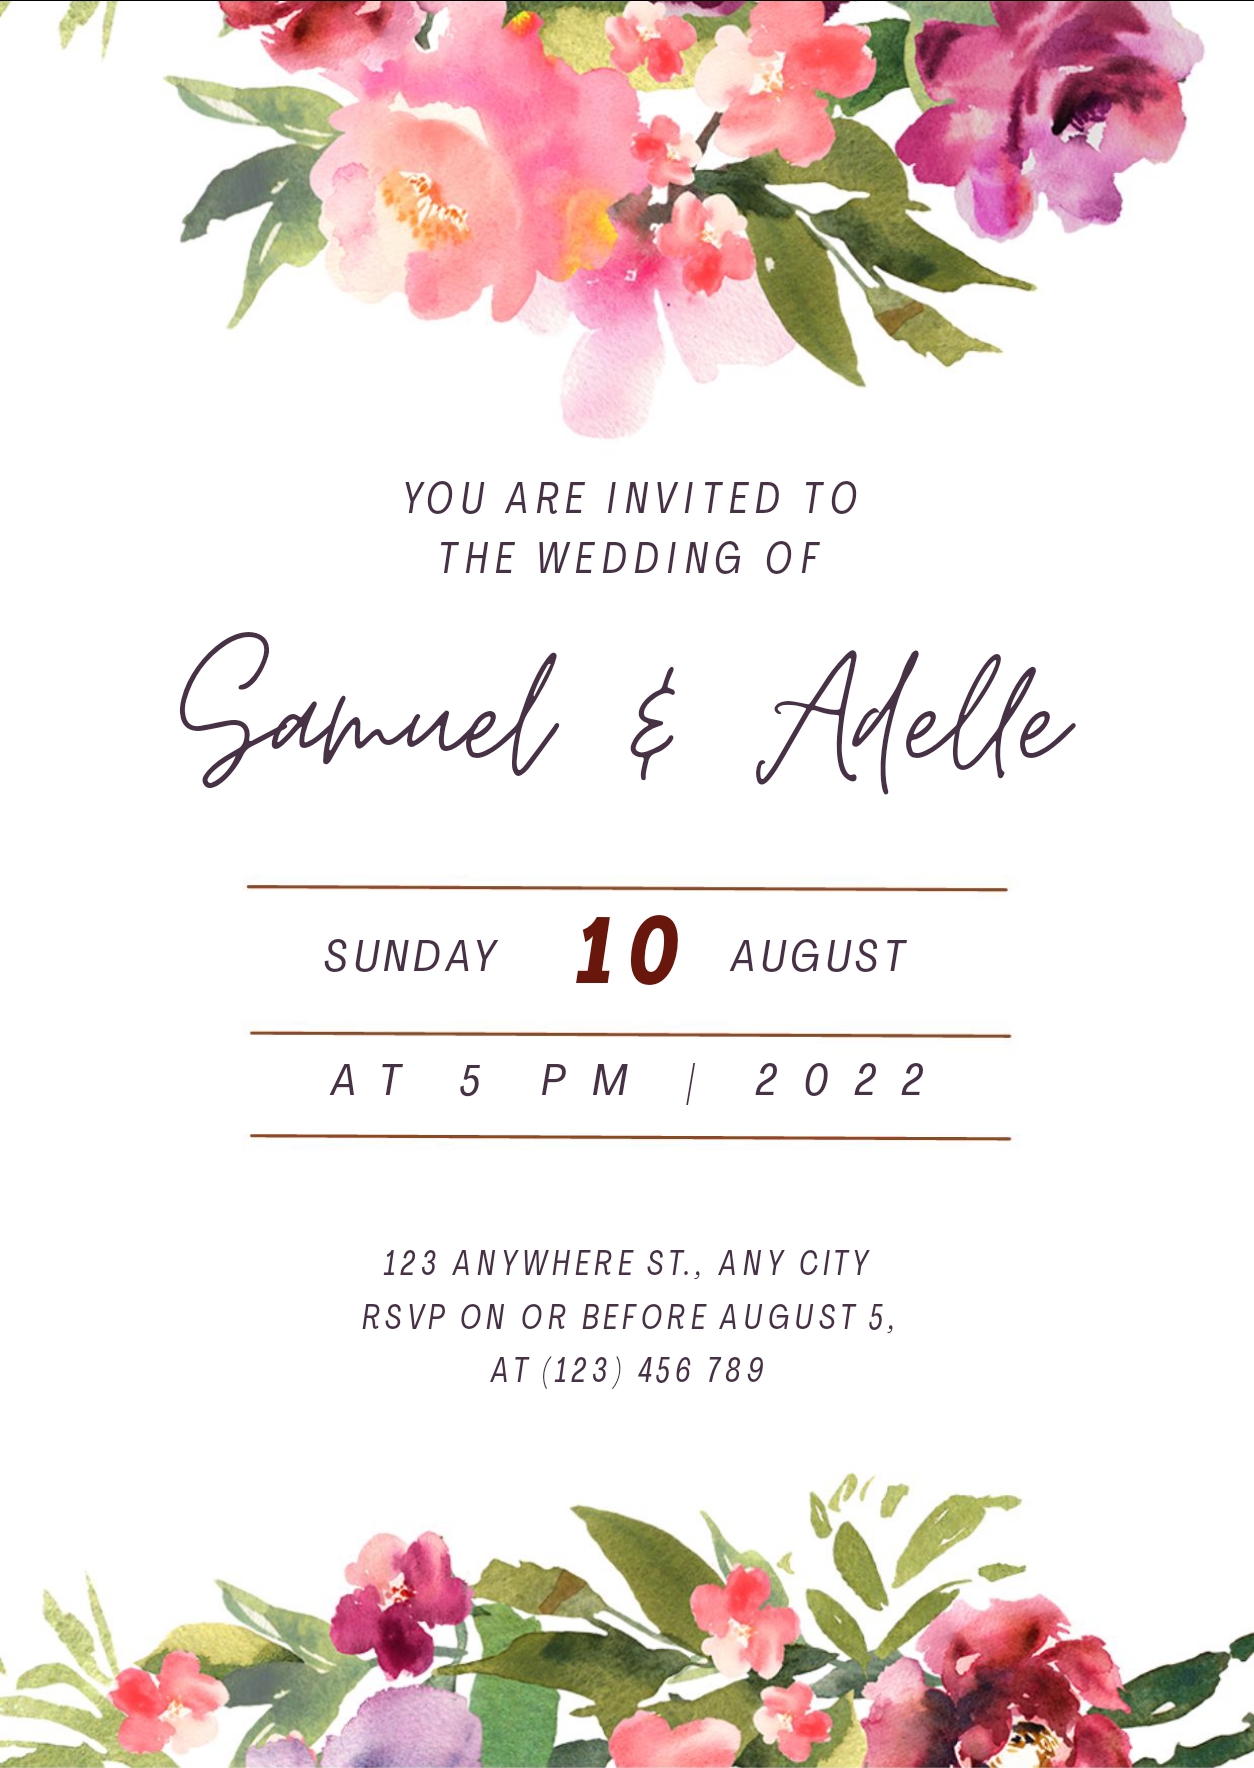 YOU ARE INVITED TO
THE WEDDING OF
Samuel & Adelle
SUNDAY 10 AUGUST
AT 5 PM | 2022
123 ANYWHERE ST., ANY CITY
RSVP ON OR BEFORE AUGUST 5,
AT (123) 456 789